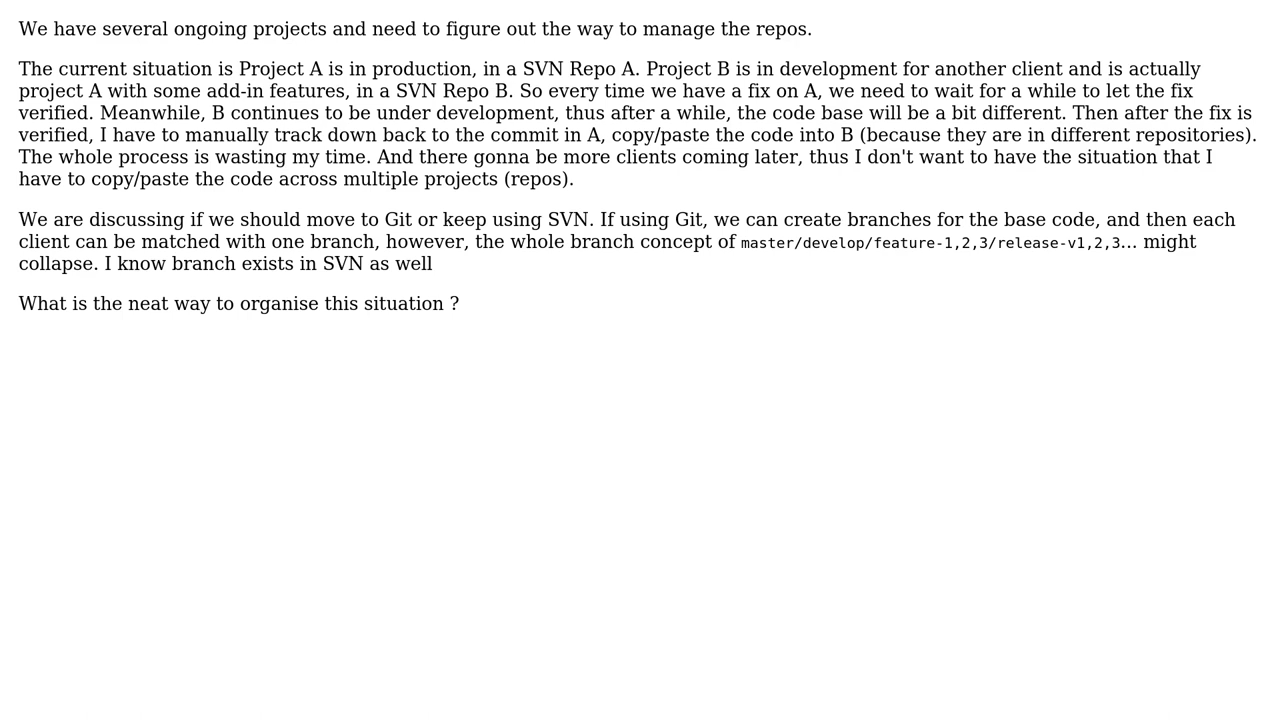 We have several ongoing projects and need to figure out the way to manage the repos.
The current situation is Project A is in production, in a SVN Repo A. Project B is in development for another client and is actually
project A with some add-in features, in a SVN Repo B. So every time we have a fix on A, we need to wait for a while to let the fix
verified. Meanwhile, B continues to be under development, thus after a while, the code base will be a bit different. Then after the fix is
verified, I have to manually track down back to the commit in A, copy/paste the code into B (because they are in different repositories).
The whole process is wasting my time. And there gonna be more clients coming later, thus I don't want to have the situation that I
have to copy/paste the code across multiple projects (repos).
We are discussing if we should move to Git or keep using SVN. If using Git, we can create branches for the base code, and then each
client can be matched with one branch, however, the whole branch concept of master/develop/feature-1,2,3/release-v1,2,3... might
collapse. I know branch exists in SVN as well
What is the neat way to organise this situation ?